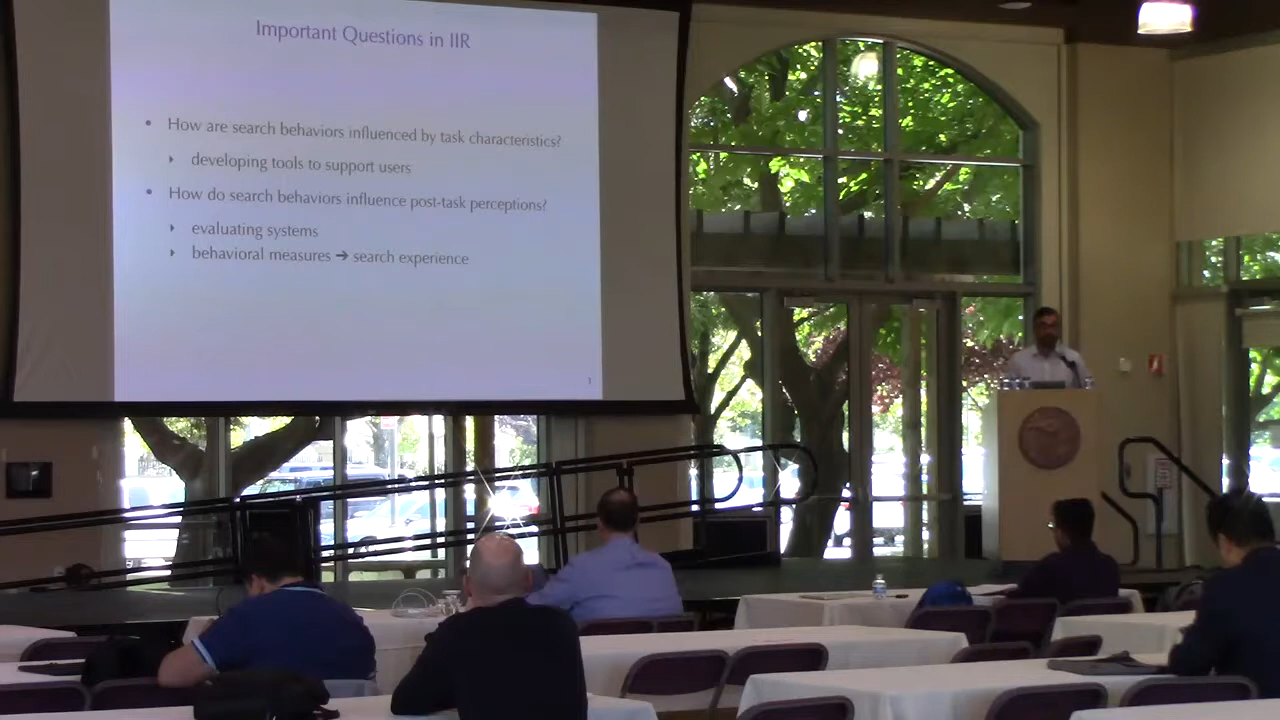 Important Questions in IIR
• How are search behaviors influenced by task characteristics?
‣ developing tools to support users
• How do search behaviors influence post-task perceptions?
‣ evaluating systems
‣ behavioral measures ➔ search experience